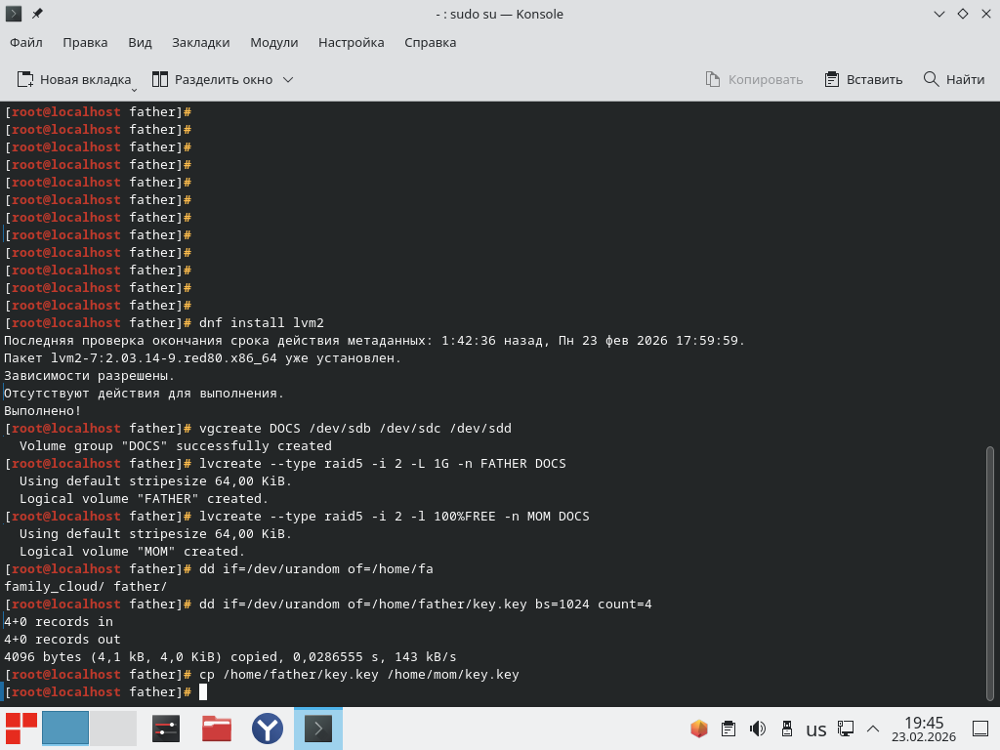 - : sudo su — Konsole
Файл Правка Вид Закладки Модули Настройка Справка
Новая вкладка Разделить окно Копировать Вставить Найти
[root@localhost father]#
[root@localhost father]#
[root@localhost father]#
[root@localhost father]#
[root@localhost father]#
[root@localhost father]#
[root@localhost father]#
[root@localhost father]#
[root@localhost father]#
[root@localhost father]#
[root@localhost father]#
[root@localhost father]#
[root@localhost father]# dnf install lvm2
Последняя проверка окончания срока действия метаданных: 1:42:36 назад, Пн 23 фев 2026 17:59:59.
Пакет lvm2-7:2.03.14-9.red80.x86_64 уже установлен.
Зависимости разрешены.
Отсутствуют действия для выполнения.
Выполнено!
[root@localhost father]# vgcreate DOCS /dev/sdb /dev/sdc /dev/sdd
  Volume group "DOCS" successfully created
[root@localhost father]# lvcreate --type raid5 -i 2 -L 1G -n FATHER DOCS
  Using default stripesize 64,00 KiB.
  Logical volume "FATHER" created.
[root@localhost father]# lvcreate --type raid5 -i 2 -l 100%FREE -n MOM DOCS
  Using default stripesize 64,00 KiB.
  Logical volume "MOM" created.
[root@localhost father]# dd if=/dev/urandom of=/home/fa
family_cloud/ father/
[root@localhost father]# dd if=/dev/urandom of=/home/father/key.key bs=1024 count=4
4+0 records in
4+0 records out
4096 bytes (4,1 kB, 4,0 KiB) copied, 0,0286555 s, 143 kB/s
[root@localhost father]# cp /home/father/key.key /home/mom/key.key
[root@localhost father]#
us 19:45
23.02.2026